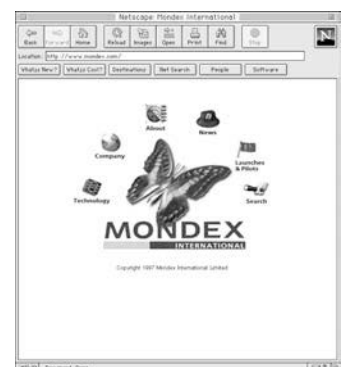 Netscape: Mondex International
Back Forward Home Reload Images Open Print Find Stop
Location: http://www.mondex.com/
What's New? What's Cool? Destinations Net Search People Software
About
News
Company
Launches & Pilots
Technology
Search
MONDEX
INTERNATIONAL
Copyright 1997 Mondex International Limited